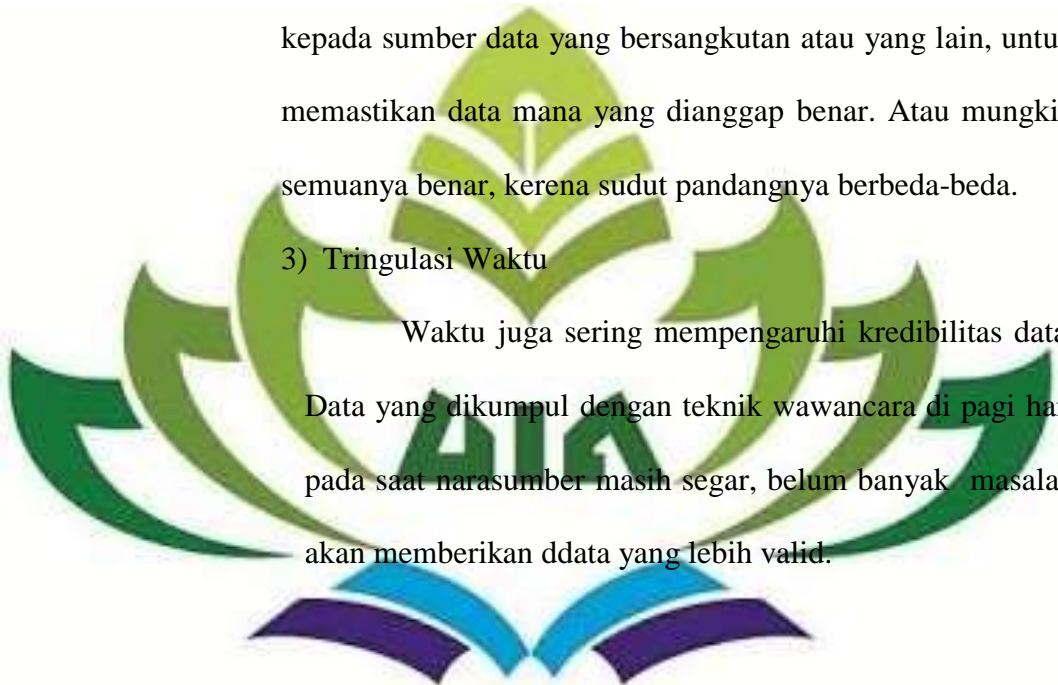 kepada sumber data yang bersangkutan atau yang lain, untu
memastikan data mana yang dianggap benar. Atau mungki
semuanya benar, kerena sudut pandangnya berbeda-beda.
3) Tringulasi Waktu
Waktu juga sering mempengaruhi kredibilitas data
Data yang dikumpul dengan teknik wawancara di pagi har
pada saat narasumber masih segar, belum banyak masala
akan memberikan ddata yang lebih valid.